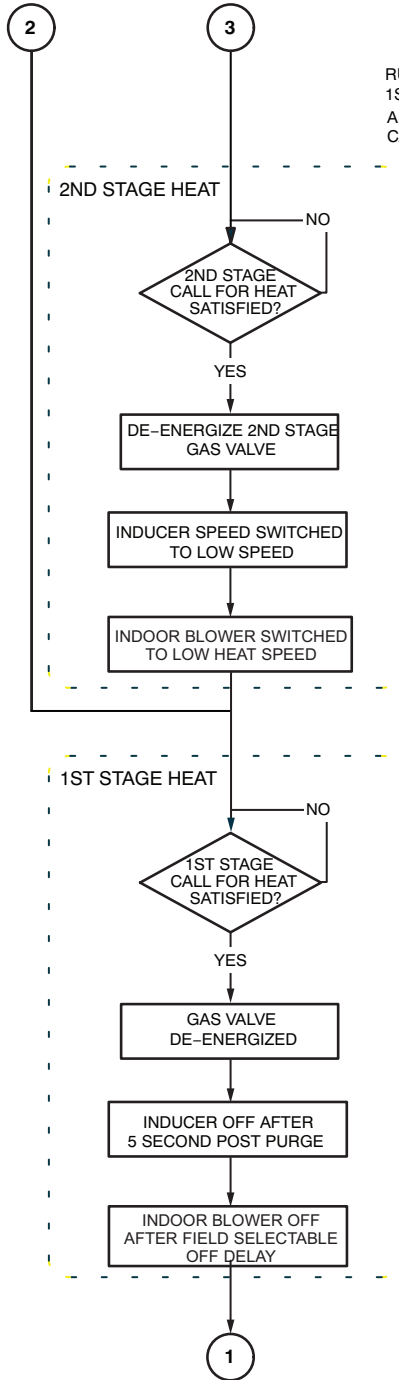 2
3
2ND STAGE HEAT
NO
2ND STAGE
CALL FOR HEAT
SATISFIED?
YES
DE–ENERGIZE 2ND STAGE
GAS VALVE
INDUCER SPEED SWITCHED
TO LOW SPEED
INDOOR BLOWER SWITCHED
TO LOW HEAT SPEED
1ST STAGE HEAT
NO
1ST STAGE
CALL FOR HEAT
SATISFIED?
YES
GAS VALVE
DE–ENERGIZED
INDUCER OFF AFTER
5 SECOND POST PURGE
INDOOR BLOWER OFF
AFTER FIELD SELECTABLE
OFF DELAY
1